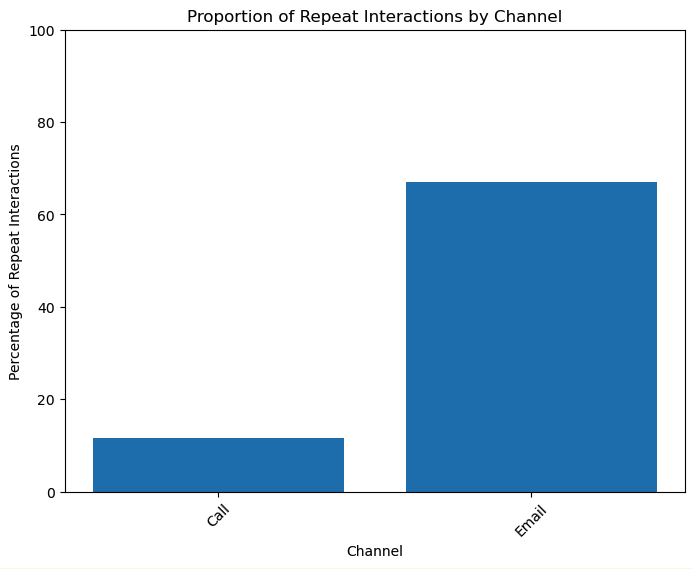 Proportion of Repeat Interactions by Channel
100
80
60
40
20
0
Percentage of Repeat Interactions
Call
Email
Channel